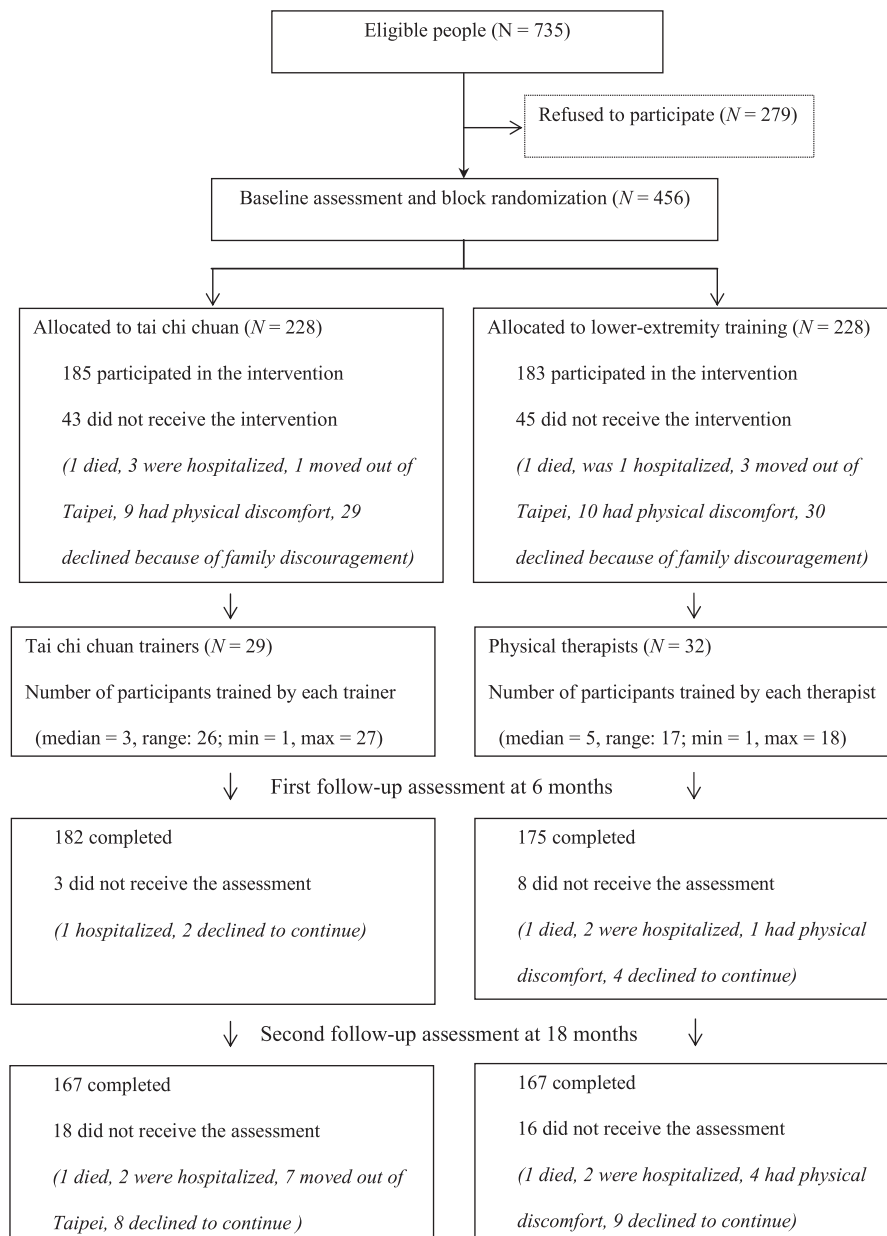 Eligible people (N = 735)
Refused to participate (N = 279)
Baseline assessment and block randomization (N = 456)
Allocated to tai chi chuan (N = 228)
185 participated in the intervention
43 did not receive the intervention
(1 died, 3 were hospitalized, 1 moved out of
Taipei, 9 had physical discomfort, 29
declined because of family discouragement)
Allocated to lower-extremity training (N = 228)
183 participated in the intervention
45 did not receive the intervention
(1 died, was 1 hospitalized, 3 moved out of
Taipei, 10 had physical discomfort, 30
declined because of family discouragement)
Tai chi chuan trainers (N = 29)
Number of participants trained by each trainer
(median = 3, range: 26; min = 1, max = 27)
Physical therapists (N = 32)
Number of participants trained by each therapist
(median = 5, range: 17; min = 1, max = 18)
First follow-up assessment at 6 months
182 completed
3 did not receive the assessment
(1 hospitalized, 2 declined to continue)
175 completed
8 did not receive the assessment
(1 died, 2 were hospitalized, 1 had physical
discomfort, 4 declined to continue)
Second follow-up assessment at 18 months
167 completed
18 did not receive the assessment
(1 died, 2 were hospitalized, 7 moved out of
Taipei, 8 declined to continue )
167 completed
16 did not receive the assessment
(1 died, 2 were hospitalized, 4 had physical
discomfort, 9 declined to continue)